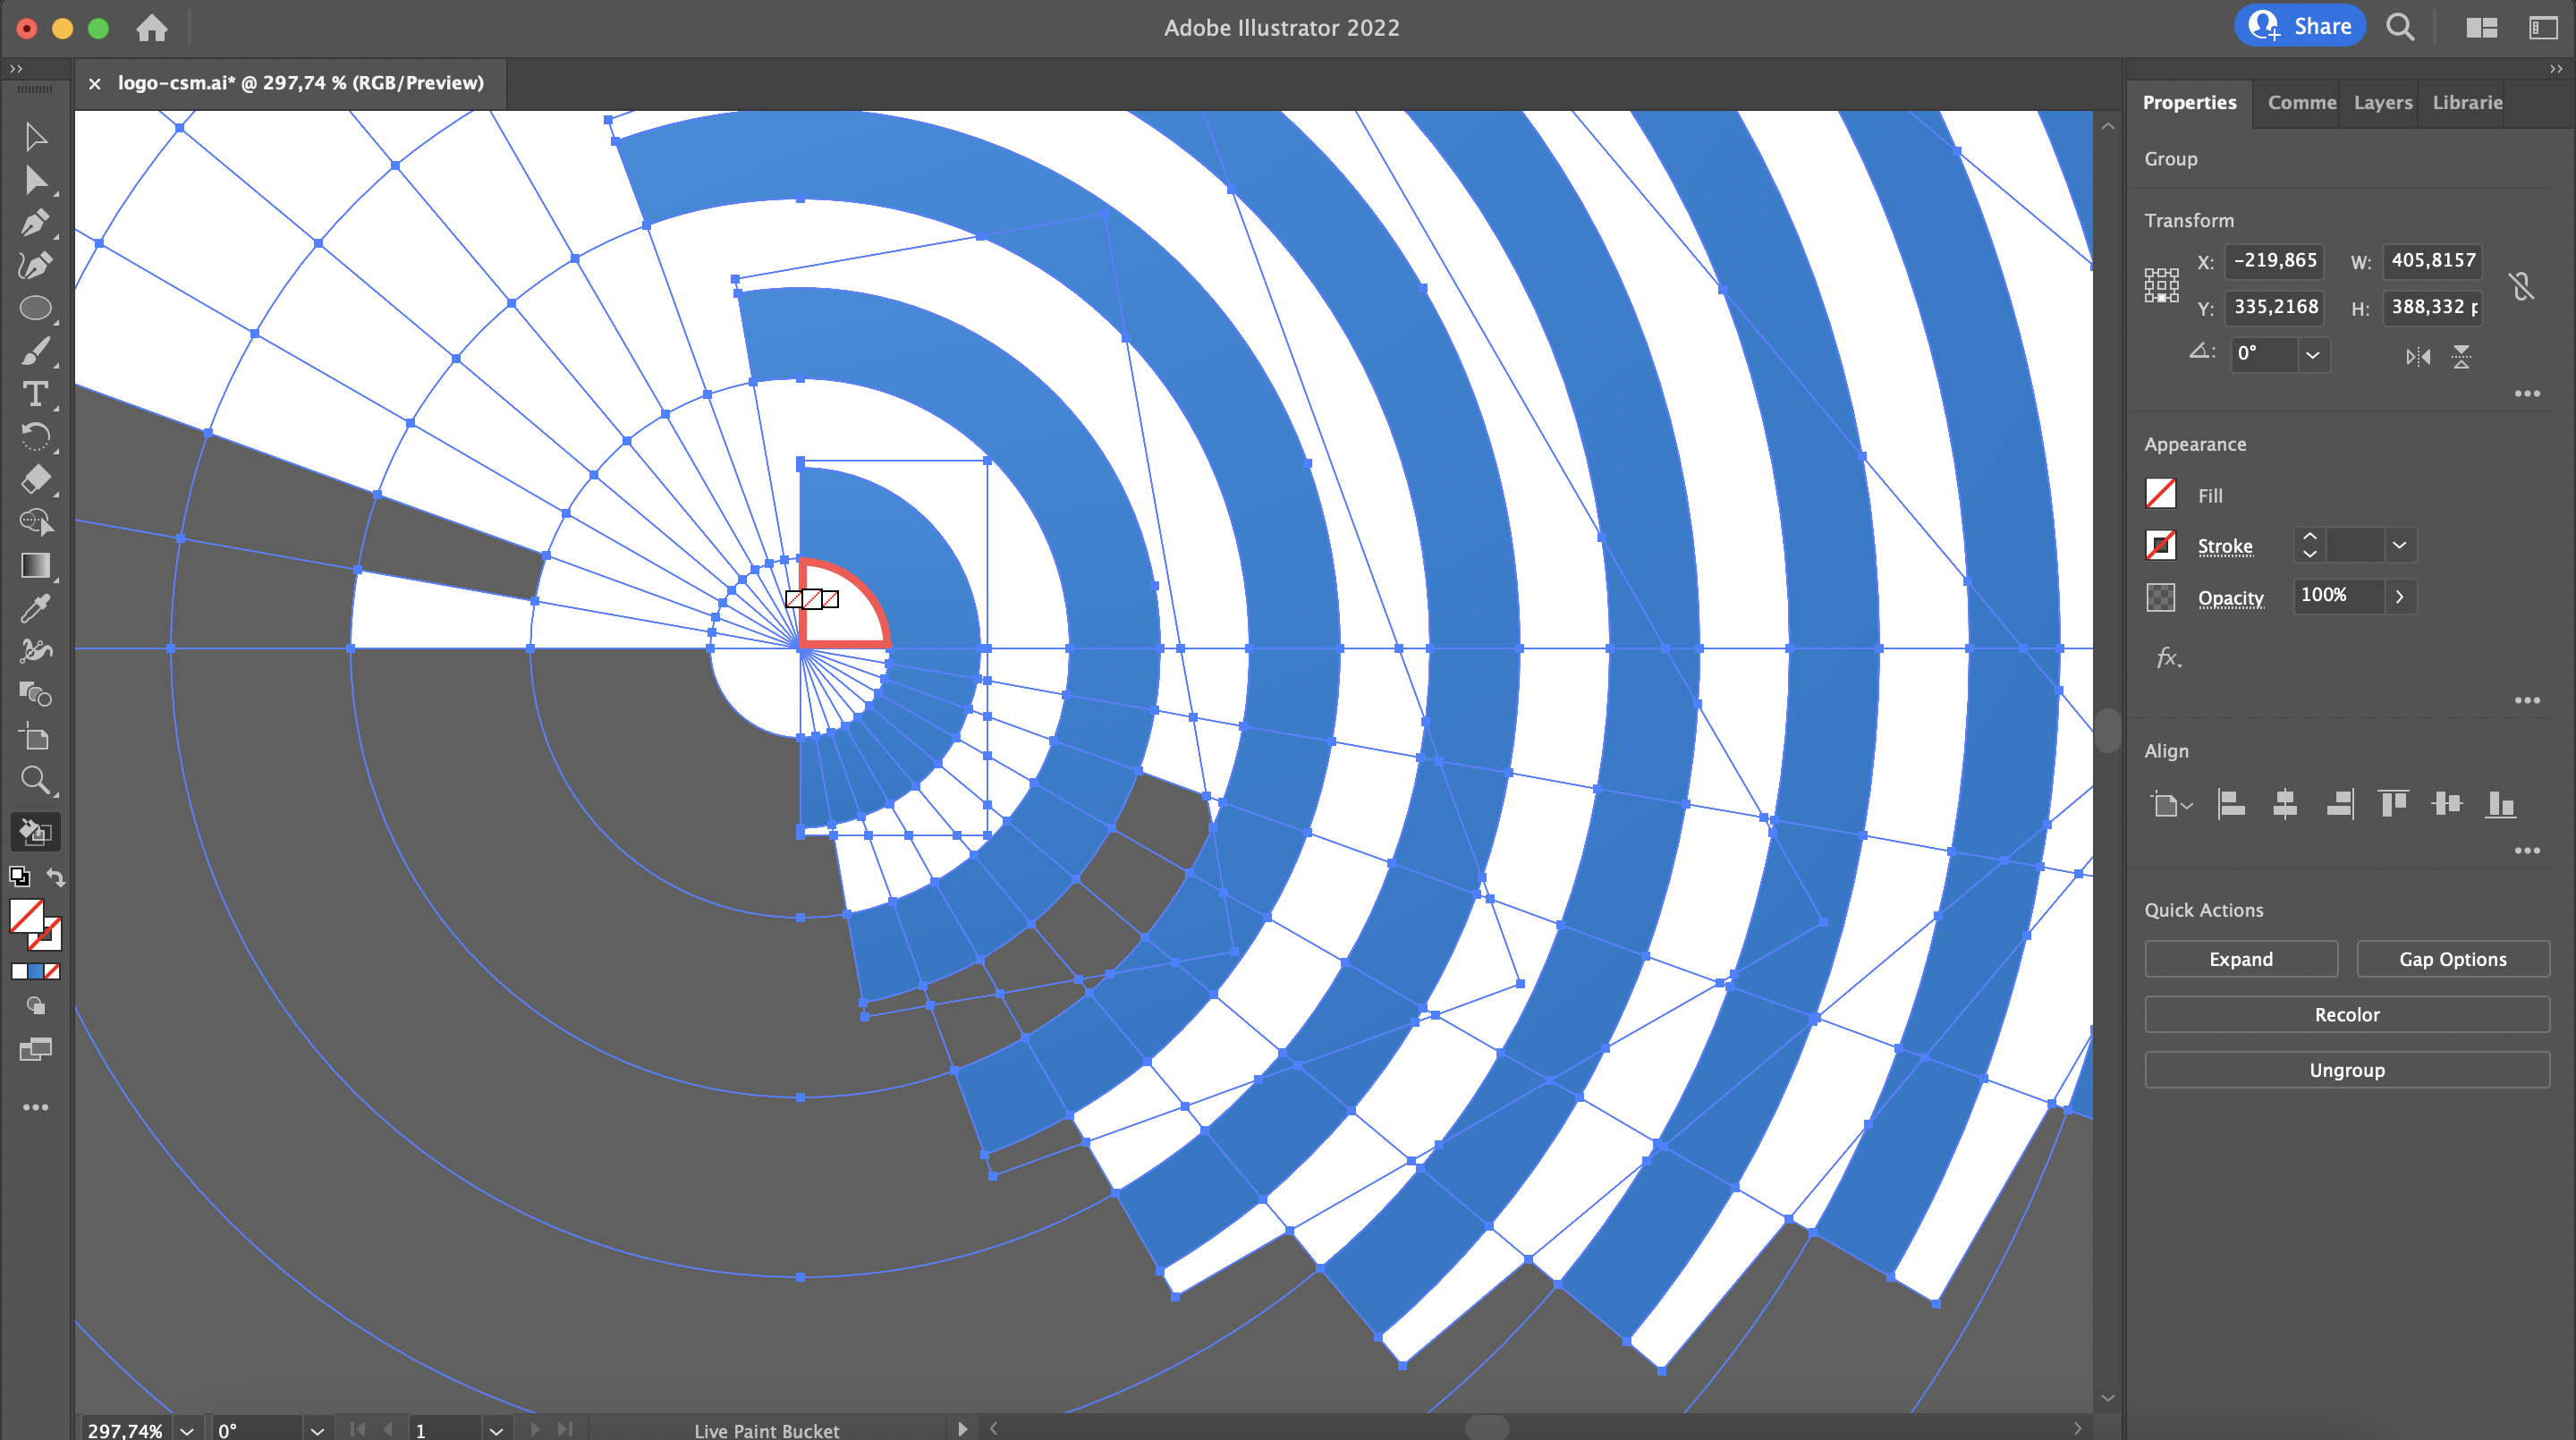 Adobe Illustrator 2022
Share
× logo-csm.ai* @ 297,74 % (RGB/Preview)
Properties Comme Layers Librarie
Group
Transform
X: -219,865 W: 405,8157
Y: 335,2168 H: 388,332 p
0°
Appearance
Fill
Stroke
Opacity 100%
fx.
Align
Quick Actions
Expand Gap Options
Recolor
Ungroup
297,74% 0° 1 Live Paint Bucket